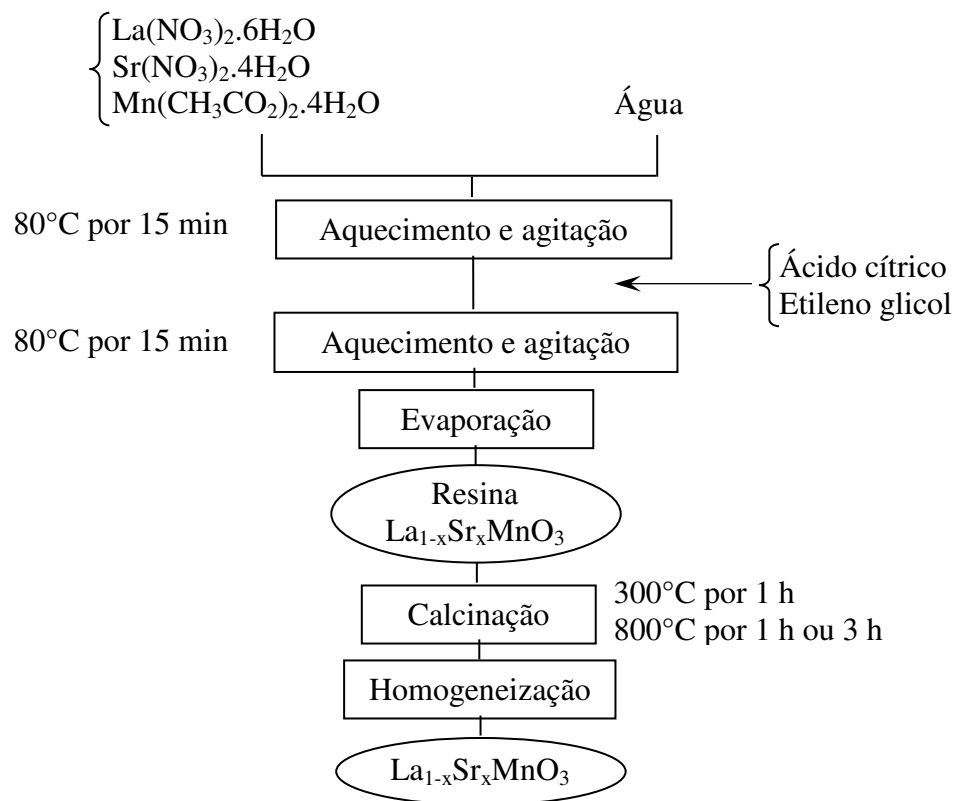 La(NO₃)₂.6H₂O
Sr(NO₃)₂.4H₂O
Mn(CH₃CO₂)₂.4H₂O
Água
80°C por 15 min
Aquecimento e agitação
Ácido cítrico
Etileno glicol
80°C por 15 min
Aquecimento e agitação
Evaporação
Resina
La₁₋ₓSrₓMnO₃
Calcinação
300°C por 1 h
800°C por 1 h ou 3 h
Homogeneização
La₁₋ₓSrₓMnO₃